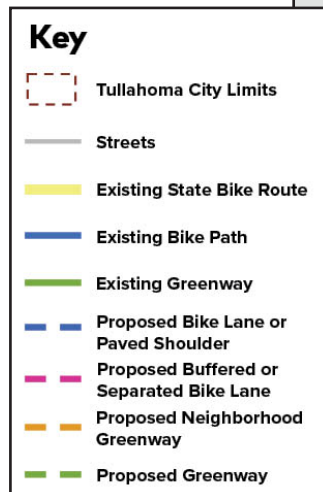 Key
Tullahoma City Limits
Streets
Existing State Bike Route
Existing Bike Path
Existing Greenway
Proposed Bike Lane or
Paved Shoulder
Proposed Buffered or
Separated Bike Lane
Proposed Neighborhood
Greenway
Proposed Greenway